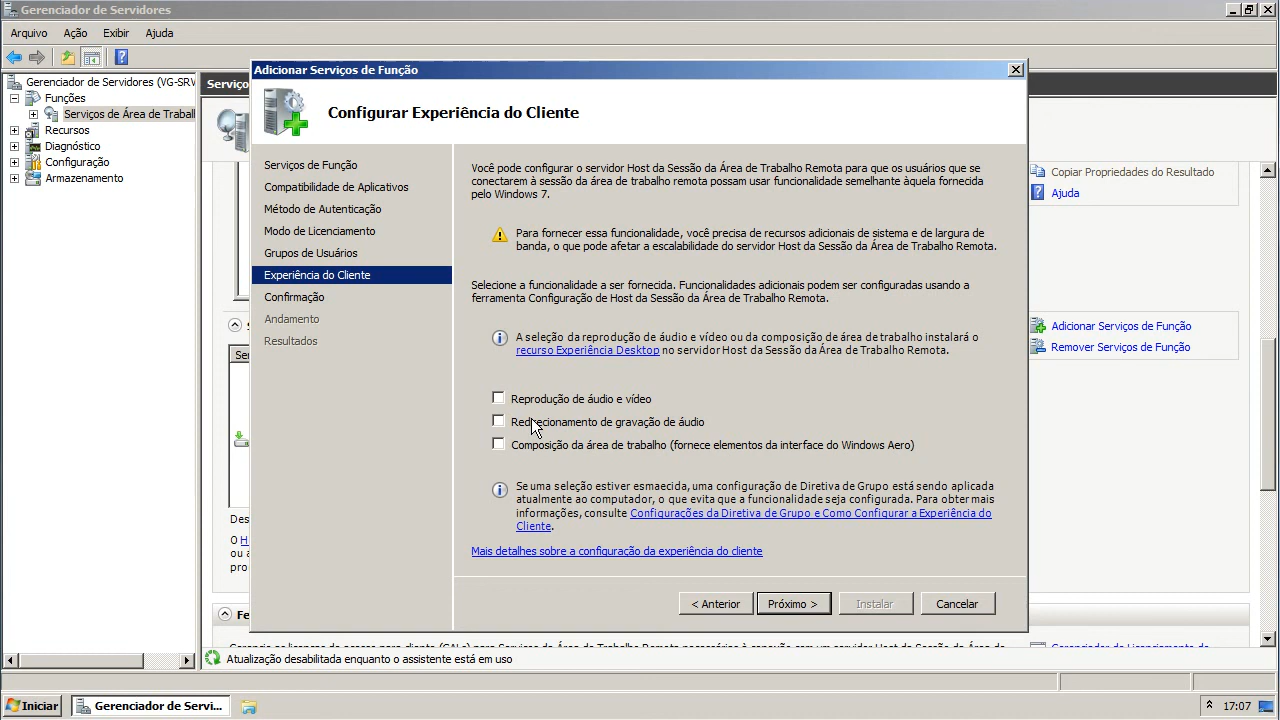 Gerenciador de Servidores
Arquivo Ação Exibir Ajuda
Gerenciador de Servidores (VG-SRV
Funções
Serviços de Área de Trabal
Recursos
Diagnóstico
Configuração
Armazenamento
Adicionar Serviços de Função
Configurar Experiência do Cliente
Serviços de Função
Compatibilidade de Aplicativos
Método de Autenticação
Modo de Licenciamento
Grupos de Usuários
Experiência do Cliente
Confirmação
Andamento
Resultados
Você pode configurar o servidor Host da Sessão da Área de Trabalho Remota para que os usuários que se
conectarem à sessão da área de trabalho remota possam usar funcionalidade semelhante àquela fornecida
pelo Windows 7.
Para fornecer essa funcionalidade, você precisa de recursos adicionais de sistema e de largura de
banda, o que pode afetar a escalabilidade do servidor Host da Sessão da Área de Trabalho Remota.
Selecione a funcionalidade a ser fornecida. Funcionalidades adicionais podem ser configuradas usando a
ferramenta Configuração de Host da Sessão da Área de Trabalho Remota.
A seleção da reprodução de áudio e vídeo ou da composição de área de trabalho instalará o
recurso Experiência Desktop no servidor Host da Sessão da Área de Trabalho Remota.
Reprodução de áudio e vídeo
Redirecionamento de gravação de áudio
Composição da área de trabalho (fornece elementos da interface do Windows Aero)
Se uma seleção estiver esmaecida, uma configuração de Diretiva de Grupo está sendo aplicada
atualmente ao computador, o que evita que a funcionalidade seja configurada. Para obter mais
informações, consulte Configurações da Diretiva de Grupo e Como Configurar a Experiência do
Cliente.
Mais detalhes sobre a configuração da experiência do cliente
< Anterior Próximo > Instalar Cancelar
Serviço
Copiar Propriedades do Resultado
Ajuda
Adicionar Serviços de Função
Remover Serviços de Função
Se
Des
O H
ou a
pro
Fe
Atualização desabilitada enquanto o assistente está em uso
Iniciar Gerenciador de Servi... 17:07